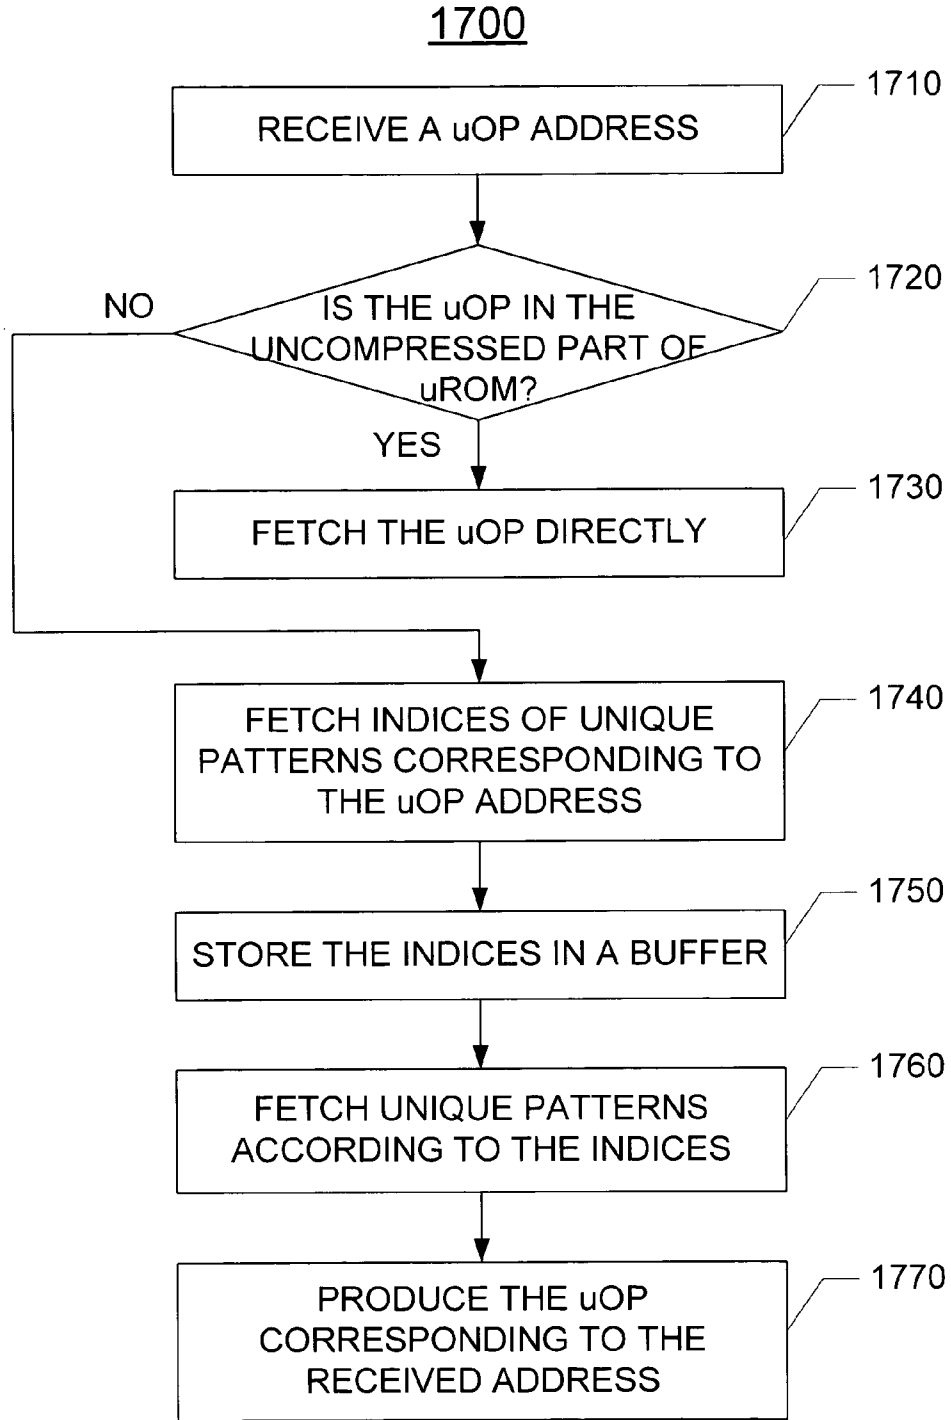 1700
1710
RECEIVE A uOP ADDRESS
1720
NO
IS THE uOP IN THE
UNCOMPRESSED PART OF
uROM?
YES
1730
FETCH THE uOP DIRECTLY
1740
FETCH INDICES OF UNIQUE
PATTERNS CORRESPONDING TO
THE uOP ADDRESS
1750
STORE THE INDICES IN A BUFFER
1760
FETCH UNIQUE PATTERNS
ACCORDING TO THE INDICES
1770
PRODUCE THE uOP
CORRESPONDING TO THE
RECEIVED ADDRESS